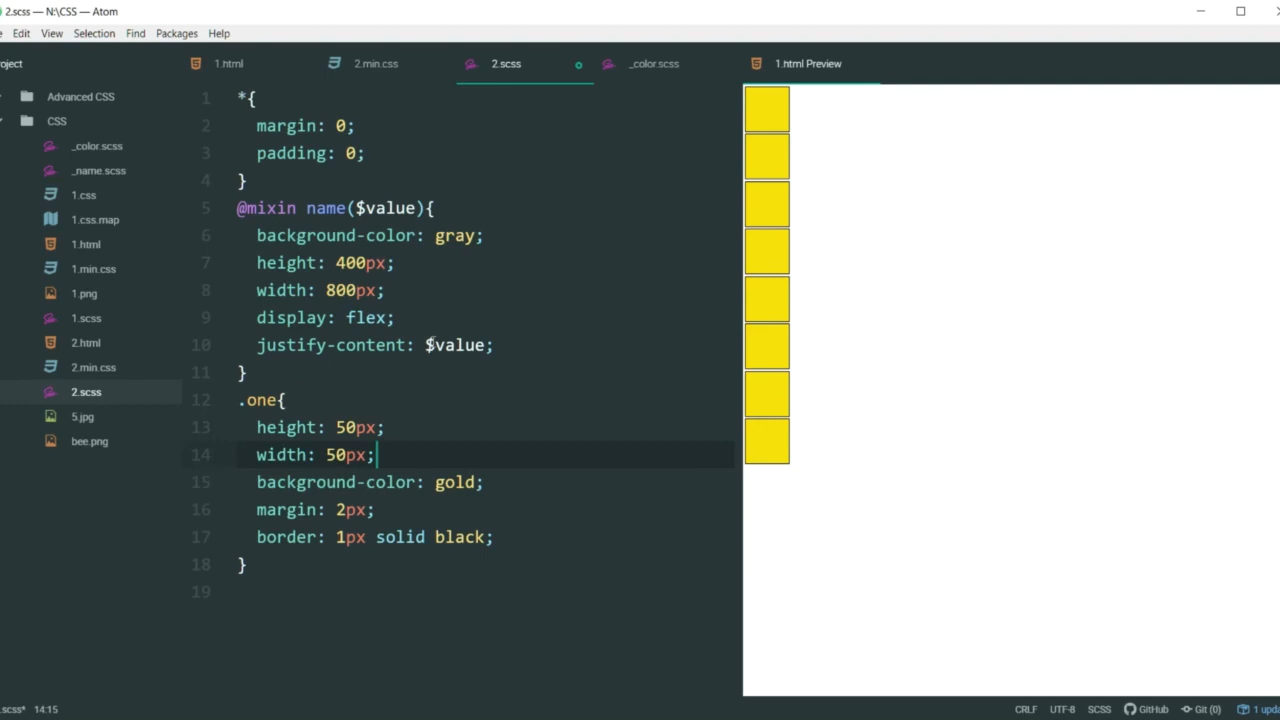 2.scss — N:\CSS — Atom
Edit View Selection Find Packages Help
oject
1.html 2.min.css 2.scss _color.scss 1.html Preview
Advanced CSS
CSS
_color.scss
_name.scss
1.css
1.css.map
1.html
1.min.css
1.png
1.scss
2.html
2.min.css
2.scss
5.jpg
bee.png
1 *{
2 margin: 0;
3 padding: 0;
4 }
5 @mixin name($value){
6 background-color: gray;
7 height: 400px;
8 width: 800px;
9 display: flex;
10 justify-content: $value;
11 }
12 .one{
13 height: 50px;
14 width: 50px;
15 background-color: gold;
16 margin: 2px;
17 border: 1px solid black;
18 }
19
.scss* 14:15 CRLF UTF-8 SCSS GitHub Git (0) 1 upda